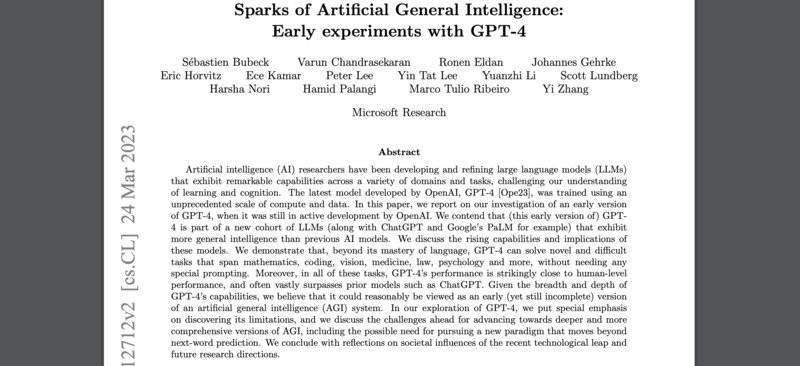 Sparks of Artificial General Intelligence:
Early experiments with GPT-4
Sébastien Bubeck Varun Chandrasekaran Ronen Eldan Johannes Gehrke
Eric Horvitz Ece Kamar Peter Lee Yin Tat Lee Yuanzhi Li Scott Lundberg
Harsha Nori Hamid Palangi Marco Tulio Ribeiro Yi Zhang
Microsoft Research
Abstract
Artificial intelligence (AI) researchers have been developing and refining large language models (LLMs)
that exhibit remarkable capabilities across a variety of domains and tasks, challenging our understanding
of learning and cognition. The latest model developed by OpenAI, GPT-4 [Ope23], was trained using an
unprecedented scale of compute and data. In this paper, we report on our investigation of an early version
of GPT-4, when it was still in active development by OpenAI. We contend that (this early version of) GPT-
4 is part of a new cohort of LLMs (along with ChatGPT and Google's PaLM for example) that exhibit
more general intelligence than previous AI models. We discuss the rising capabilities and implications of
these models. We demonstrate that, beyond its mastery of language, GPT-4 can solve novel and difficult
tasks that span mathematics, coding, vision, medicine, law, psychology and more, without needing any
special prompting. Moreover, in all of these tasks, GPT-4's performance is strikingly close to human-level
performance, and often vastly surpasses prior models such as ChatGPT. Given the breadth and depth of
GPT-4's capabilities, we believe that it could reasonably be viewed as an early (yet still incomplete) version
of an artificial general intelligence (AGI) system. In our exploration of GPT-4, we put special emphasis
on discovering its limitations, and we discuss the challenges ahead for advancing towards deeper and more
comprehensive versions of AGI, including the possible need for pursuing a new paradigm that moves beyond
next-word prediction. We conclude with reflections on societal influences of the recent technological leap and
future research directions.
12712v2 [cs.CL] 24 Mar 2023